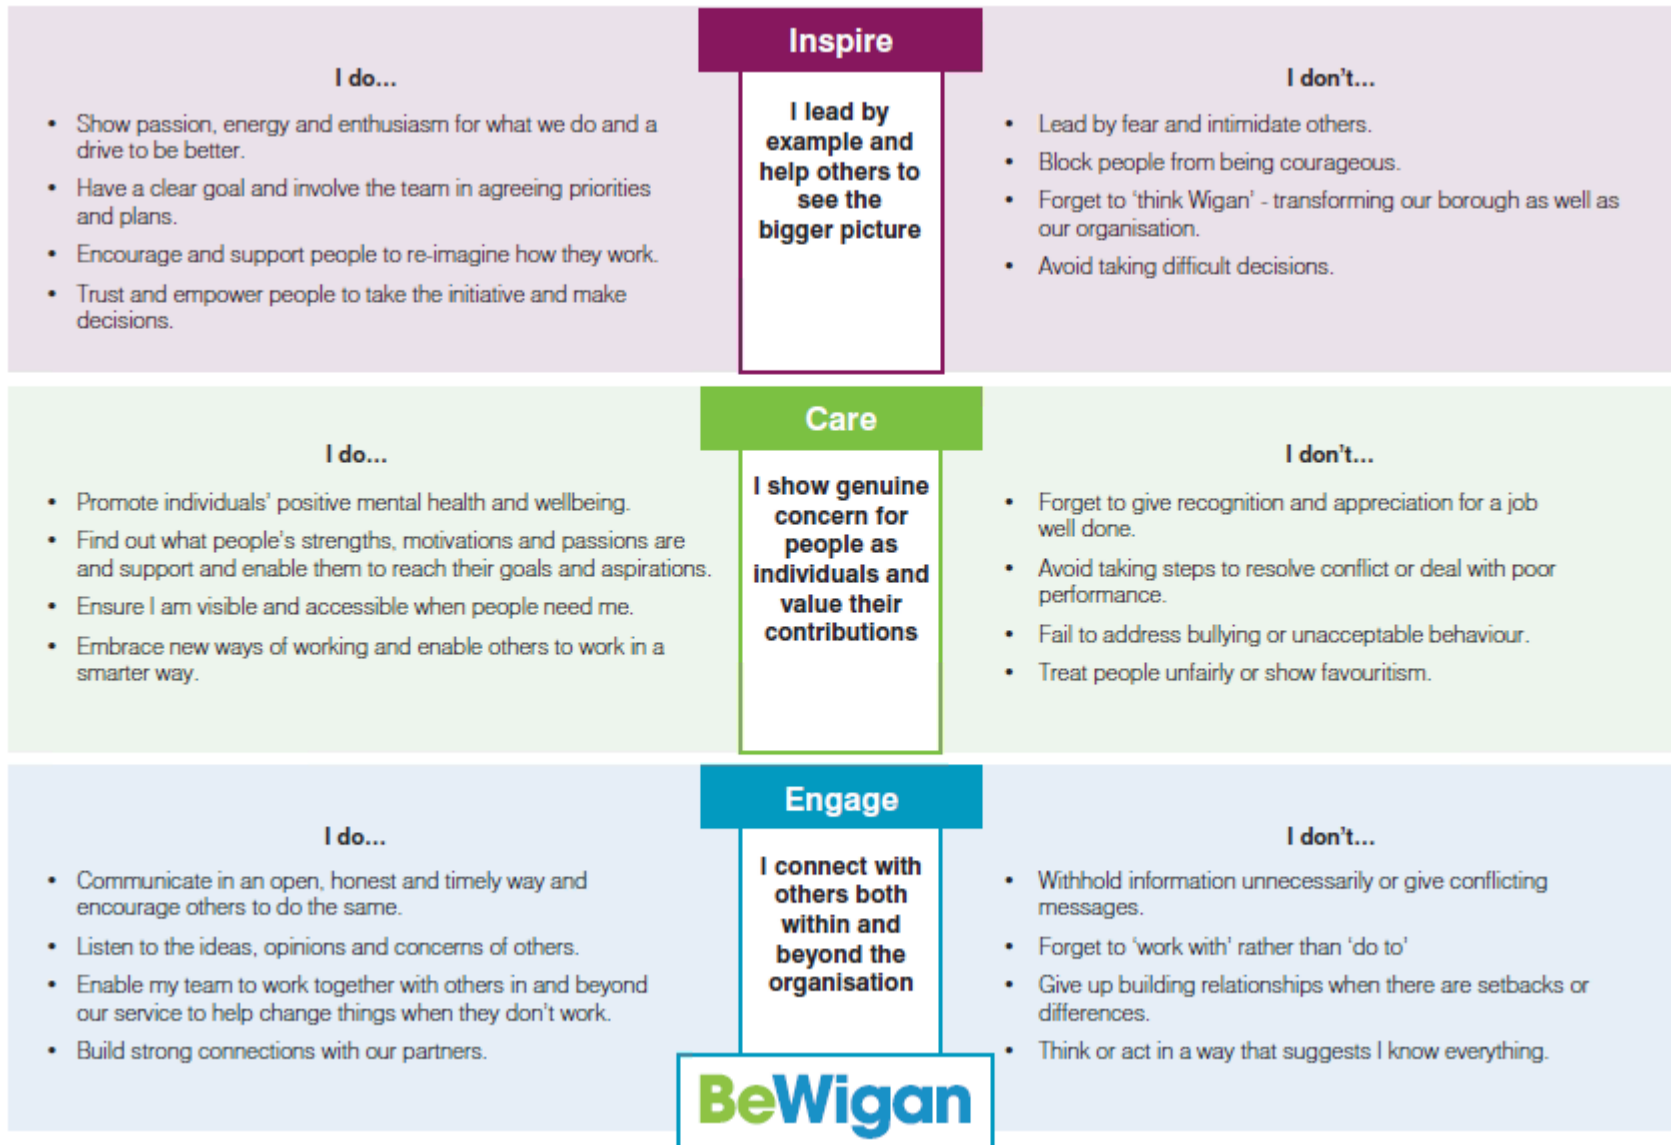 Inspire
I do...
• Show passion, energy and enthusiasm for what we do and a
drive to be better.
• Have a clear goal and involve the team in agreeing priorities
and plans.
• Encourage and support people to re-imagine how they work.
• Trust and empower people to take the initiative and make
decisions.
I lead by
example and
help others to
see the
bigger picture
I don't...
• Lead by fear and intimidate others.
• Block people from being courageous.
• Forget to 'think Wigan' - transforming our borough as well as
our organisation.
• Avoid taking difficult decisions.
Care
I do...
• Promote individuals' positive mental health and wellbeing.
• Find out what people's strengths, motivations and passions are
and support and enable them to reach their goals and aspirations.
• Ensure I am visible and accessible when people need me.
• Embrace new ways of working and enable others to work in a
smarter way.
I show genuine
concern for
people as
individuals and
value their
contributions
I don't...
• Forget to give recognition and appreciation for a job
well done.
• Avoid taking steps to resolve conflict or deal with poor
performance.
• Fail to address bullying or unacceptable behaviour.
• Treat people unfairly or show favouritism.
Engage
I do...
• Communicate in an open, honest and timely way and
encourage others to do the same.
• Listen to the ideas, opinions and concerns of others.
• Enable my team to work together with others in and beyond
our service to help change things when they don't work.
• Build strong connections with our partners.
I connect with
others both
within and
beyond the
organisation
I don't...
• Withhold information unnecessarily or give conflicting
messages.
• Forget to 'work with' rather than 'do to'
• Give up building relationships when there are setbacks or
differences.
• Think or act in a way that suggests I know everything.
BeWigan